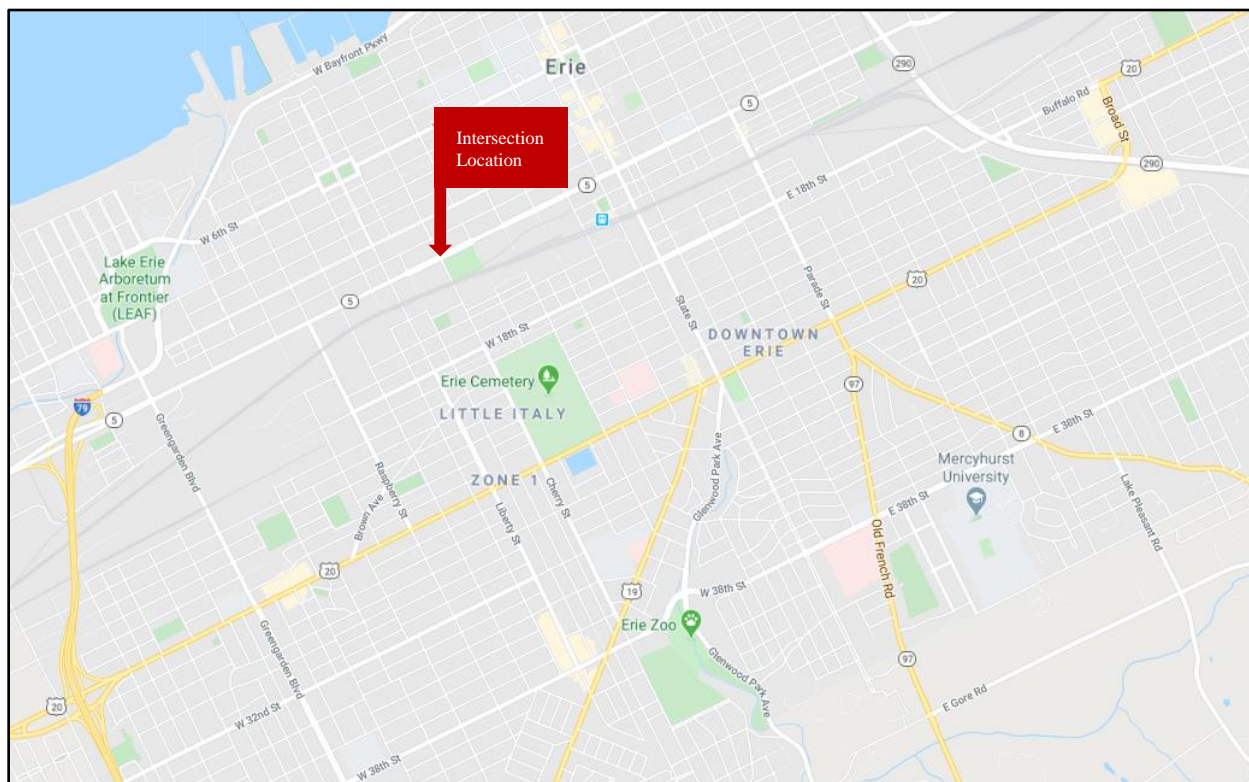 W Bayfront Pkwy
Erie
290
20
Buffalo Rd
Broad St
5
290
Intersection
Location
5
E 18th St
W 6th St
Lake Erie
Arboretum
at Frontier
(LEAF)
5
20
Parade St
State St
W 18th St
DOWNTOWN
ERIE
Erie Cemetery
97
79
5
LITTLE ITALY
Greengarden Blvd
8
E 38th St
Mercyhurst
University
Raspberry St
ZONE 1
Brown Ave
Liberty St
Cherry St
Glenwood Park Ave
E 38th St
Lake Pleasant Rd
Old French Rd
20
19
W 38th St
Erie Zoo
Greengarden Blvd
Glenwood Park Ave
97
20
W 32nd St
E Gore Rd
W 38th St